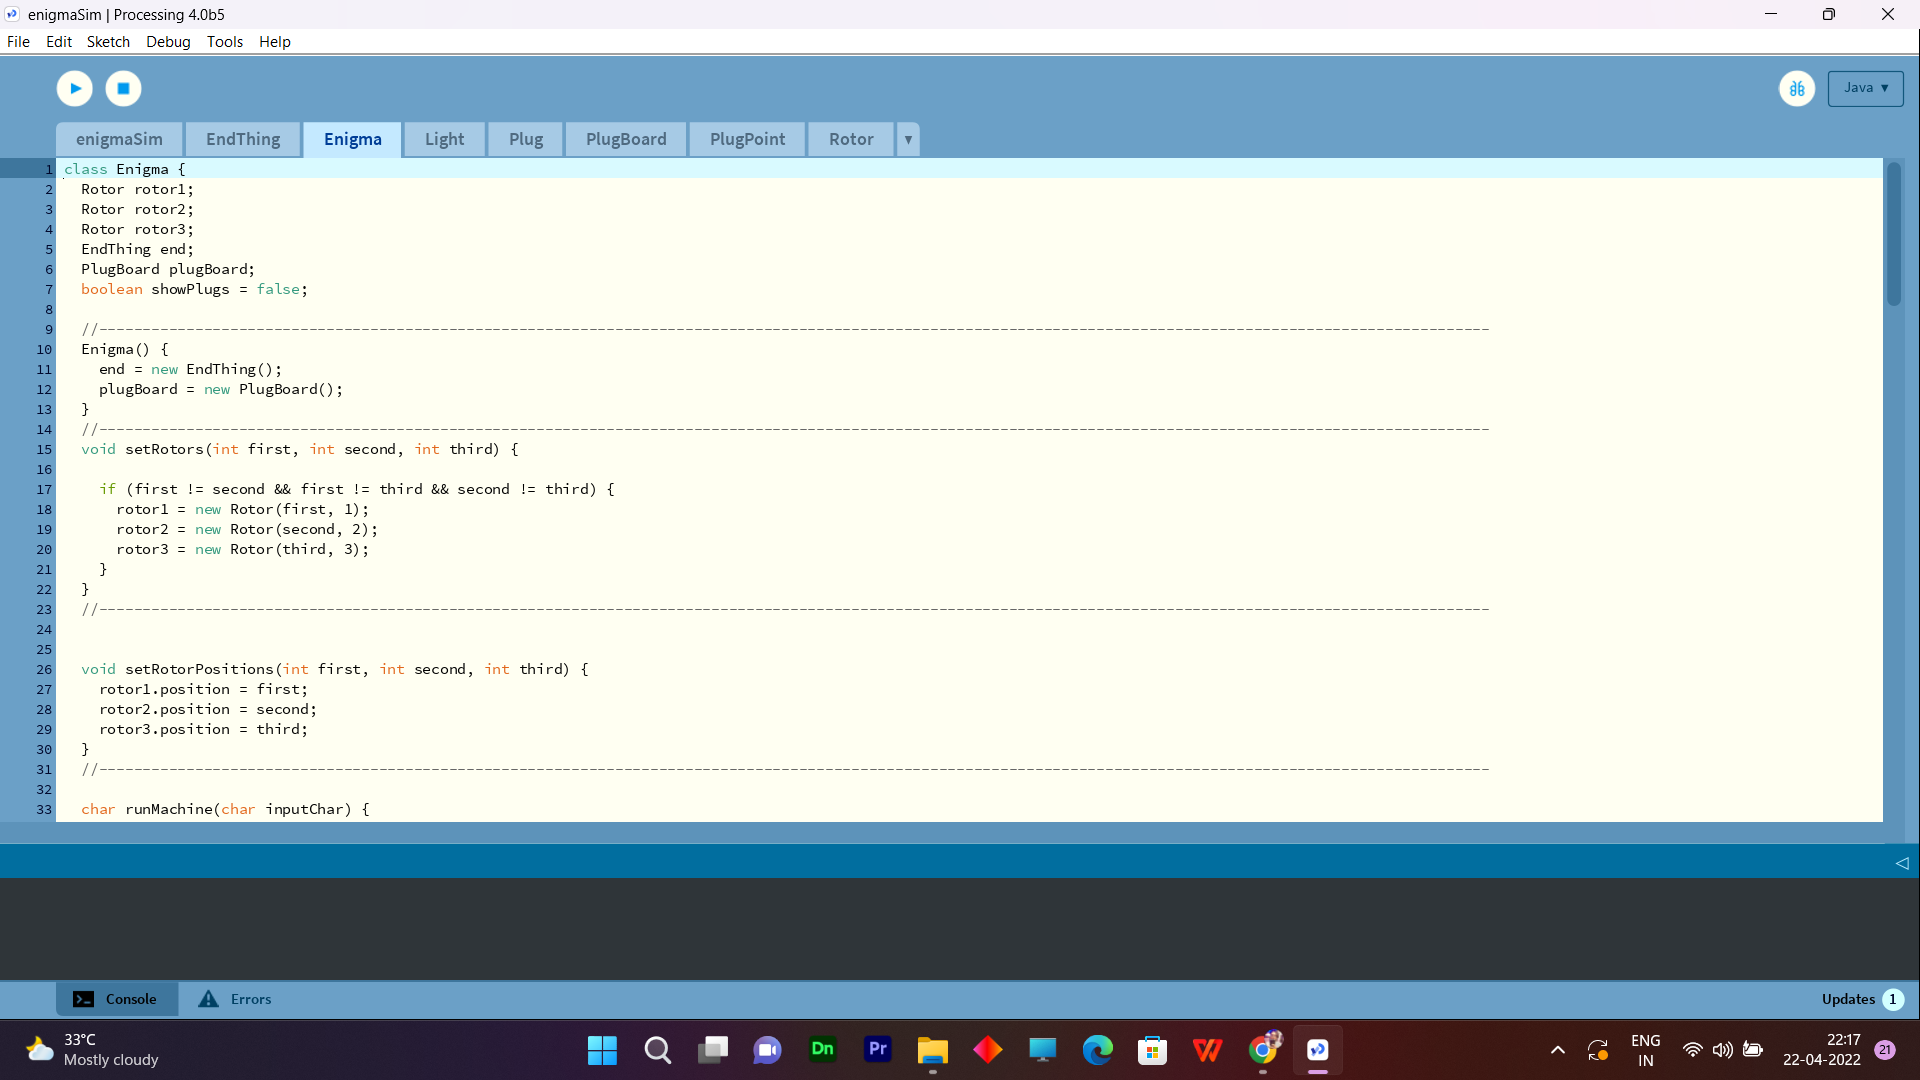 enigmaSim | Processing 4.0b5
File Edit Sketch Debug Tools Help
Java ▾
enigmaSim EndThing Enigma Light Plug PlugBoard PlugPoint Rotor ▾
1 class Enigma {
2 Rotor rotor1;
3 Rotor rotor2;
4 Rotor rotor3;
5 EndThing end;
6 PlugBoard plugBoard;
7 boolean showPlugs = false;
8
9 //--------------------------------------------------------------------------------------------------------------------------------------------------------------
10 Enigma() {
11 end = new EndThing();
12 plugBoard = new PlugBoard();
13 }
14 //--------------------------------------------------------------------------------------------------------------------------------------------------------------
15 void setRotors(int first, int second, int third) {
16
17 if (first != second && first != third && second != third) {
18 rotor1 = new Rotor(first, 1);
19 rotor2 = new Rotor(second, 2);
20 rotor3 = new Rotor(third, 3);
21 }
22 }
23 //--------------------------------------------------------------------------------------------------------------------------------------------------------------
24
25
26 void setRotorPositions(int first, int second, int third) {
27 rotor1.position = first;
28 rotor2.position = second;
29 rotor3.position = third;
30 }
31 //--------------------------------------------------------------------------------------------------------------------------------------------------------------
32
33 char runMachine(char inputChar) {
Console Errors Updates 1
33°C
Mostly cloudy
Dn Pr
ENG
IN
22:17
22-04-2022
21